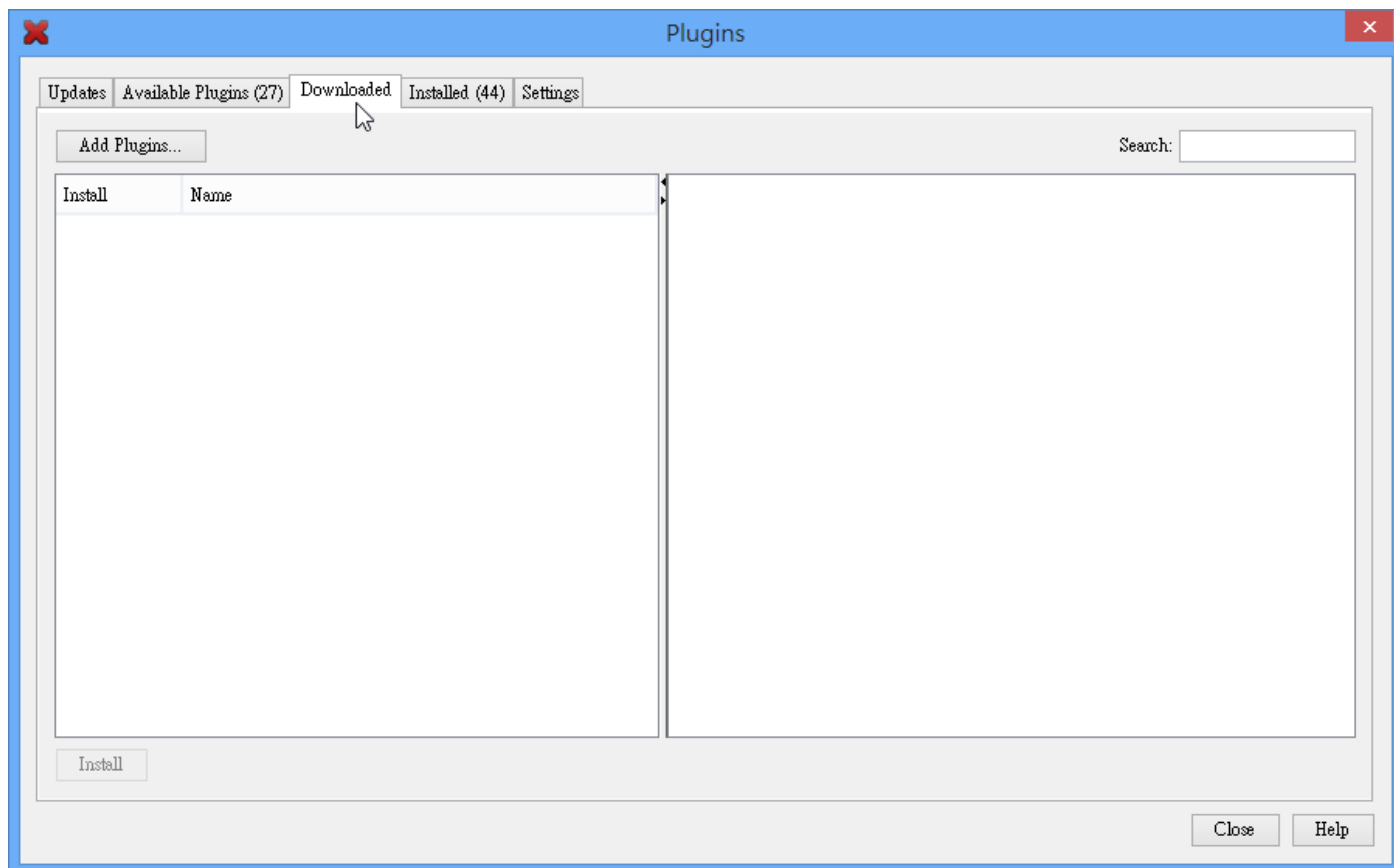 Plugins
Updates Available Plugins (27) Downloaded Installed (44) Settings
Add Plugins... Search:
Install Name
Install
Close Help